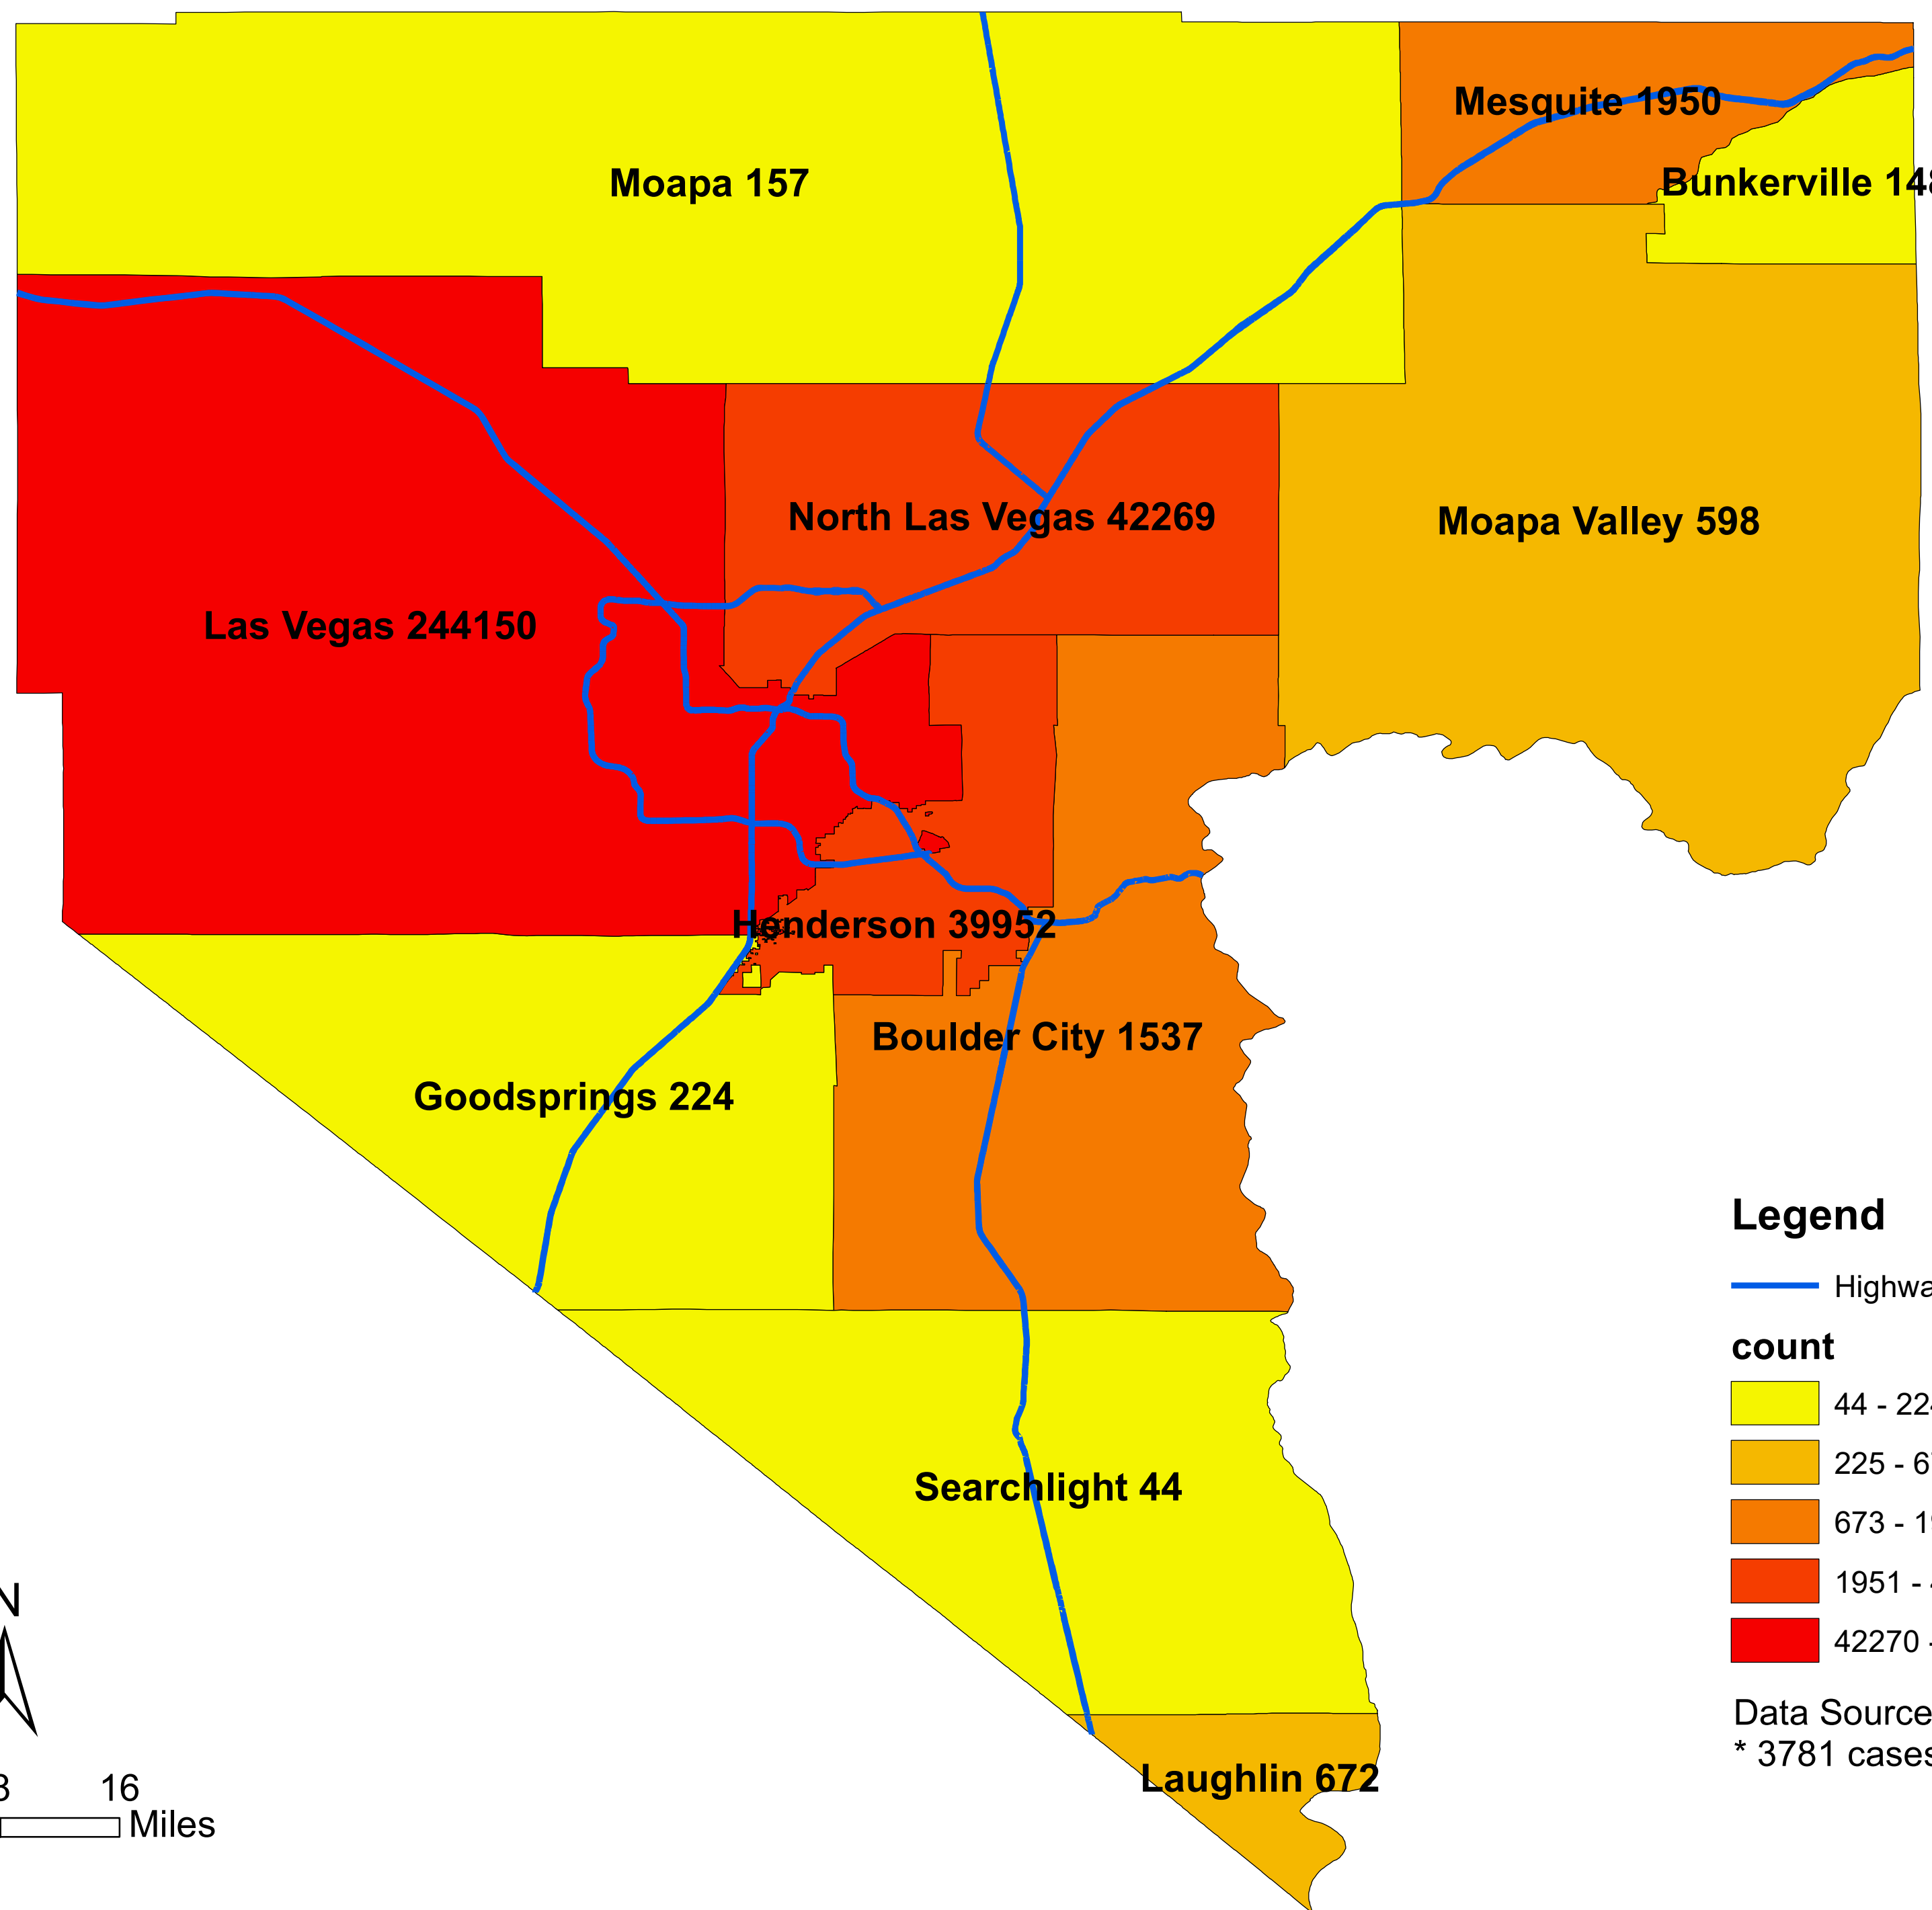 Mesquite 1950
Moapa 157
Bunkerville 148
North Las Vegas 42269
Moapa Valley 598
Las Vegas 244150
Henderson 39952
Boulder City 1537
Goodsprings 224
Legend
count
44 - 224
225 -
673 -
Searchlight 44
1951 -
N
42270 -
Data Source
* 3781 cases
Laughlin 672
16
Miles